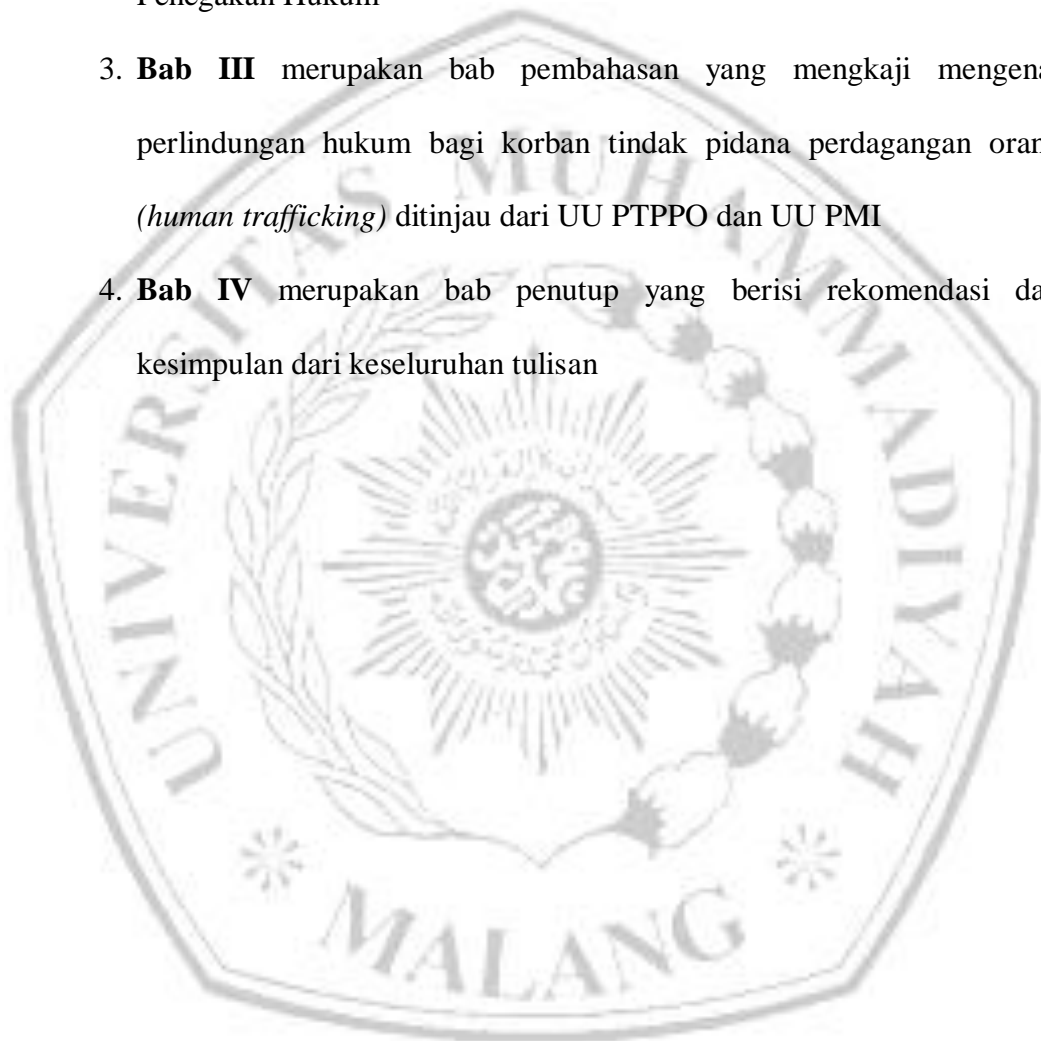 Penegakan Hukum
3. Bab III merupakan bab pembahasan yang mengkaji mengena
perlindungan hukum bagi korban tindak pidana perdagangan oran
(human trafficking) ditinjau dari UU PTPPO dan UU PMI
4. Bab IV merupakan bab penutup yang berisi rekomendasi da
kesimpulan dari keseluruhan tulisan
UNIVERSITAS MUHAMMADIYAH
MALANG